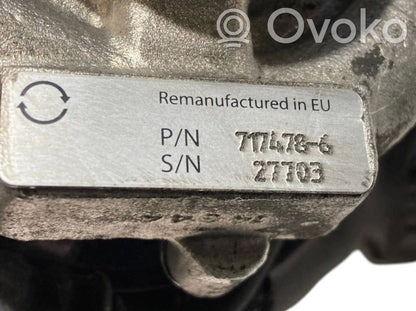 Ovoko
Remanufactured in EU
P/N 717478-6
S/N 27703